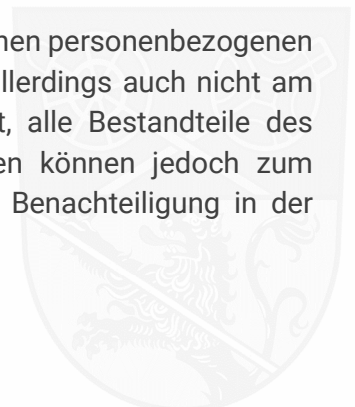 nen personenbezogenen
llerdings auch nicht am
t, alle Bestandteile des
en können jedoch zum
Benachteiligung in der